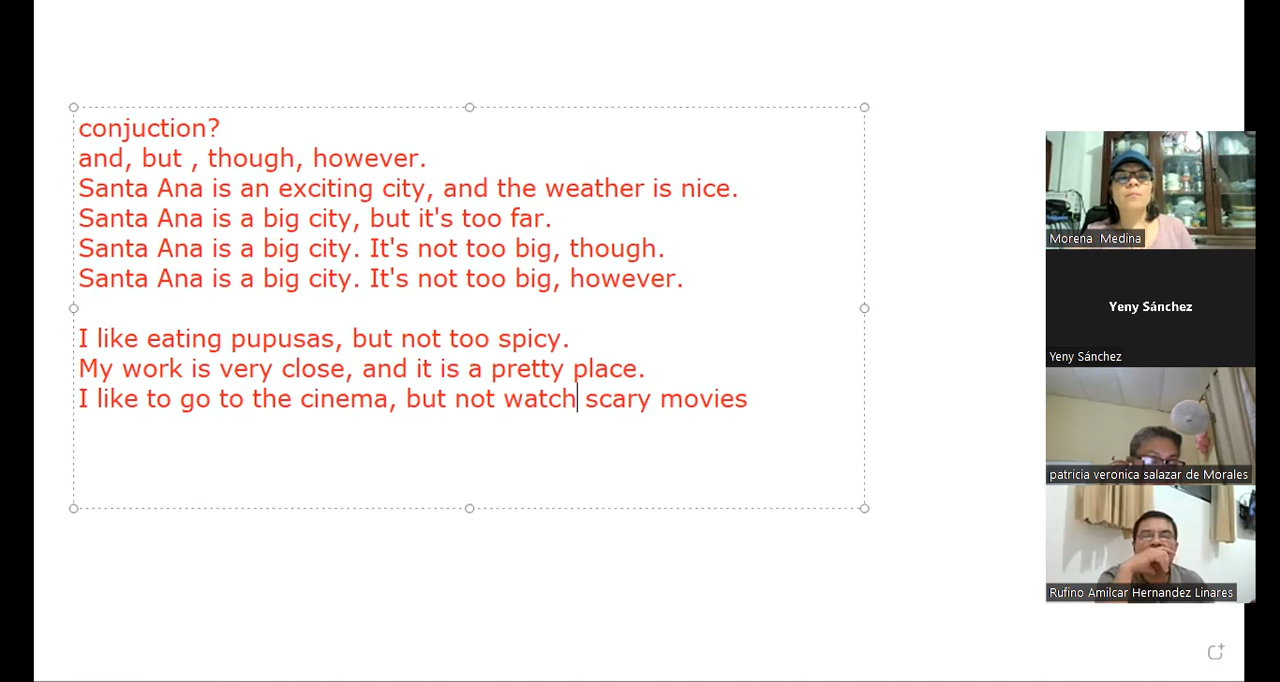 conjuction?
and, but , though, however.
Santa Ana is an exciting city, and the weather is nice.
Santa Ana is a big city, but it's too far.
Santa Ana is a big city. It's not too big, though.
Santa Ana is a big city. It's not too big, however.
I like eating pupusas, but not too spicy.
My work is very close, and it is a pretty place.
I like to go to the cinema, but not watch scary movies
Morena Medina
Yeny Sánchez
Yeny Sánchez
patricia veronica salazar de Morales
Rufino Amilcar Hernandez Linares